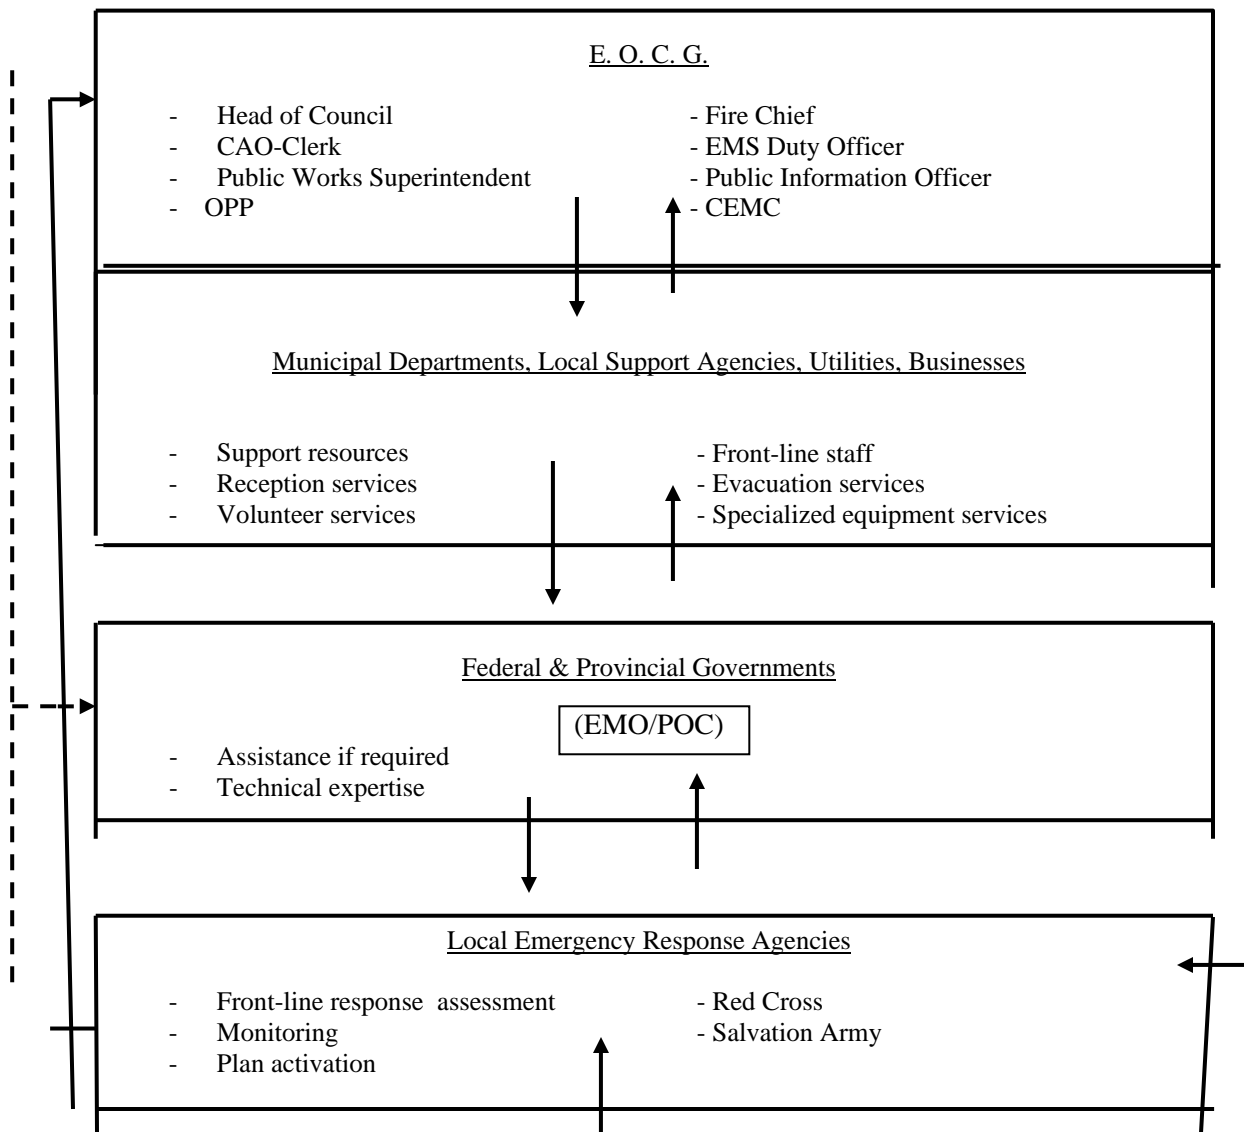 E. O. C. G.
- Head of Council - Fire Chief
- CAO-Clerk - EMS Duty Officer
- Public Works Superintendent - Public Information Officer
- OPP - CEMC
Municipal Departments, Local Support Agencies, Utilities, Businesses
- Support resources - Front-line staff
- Reception services - Evacuation services
- Volunteer services - Specialized equipment services
Federal & Provincial Governments
(EMO/POC)
- Assistance if required
- Technical expertise
Local Emergency Response Agencies
- Front-line response assessment - Red Cross
- Monitoring - Salvation Army
- Plan activation